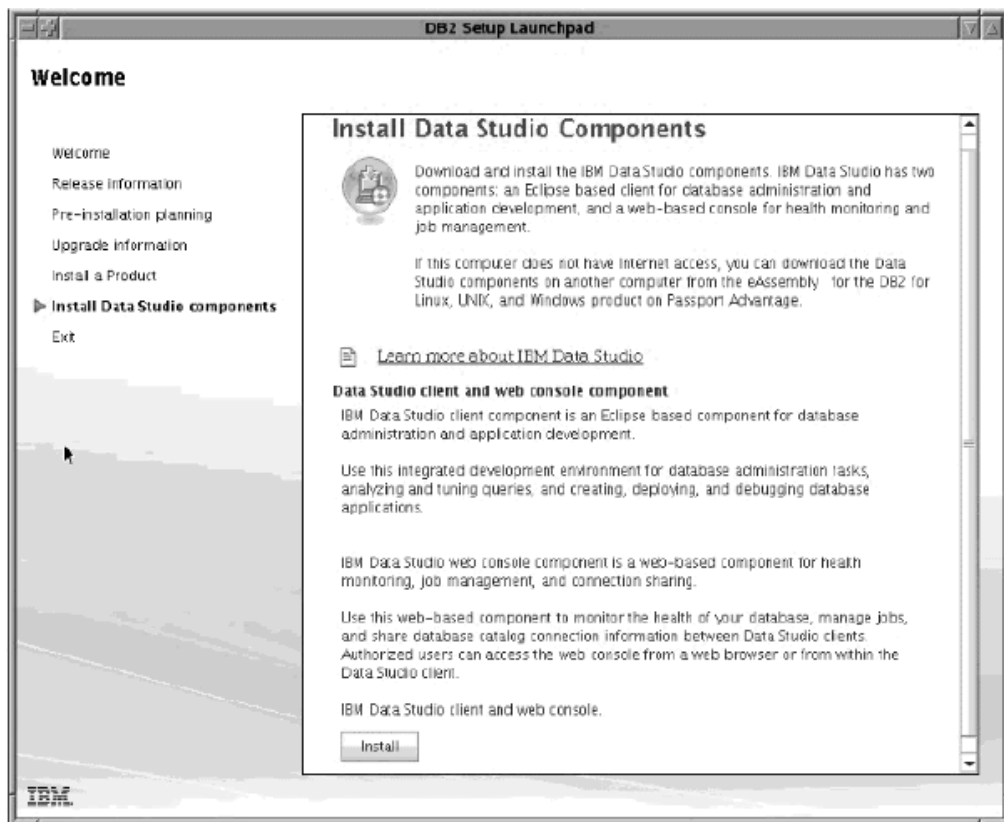 DB2 Setup Launchpad
Welcome
Welcome
Release Information
Pre-installation planning
Upgrade information
Install a Product
Install Data Studio components
Exit
Install Data Studio Components
Download and install the IBM Data Studio components. IBM Data Studio has two
components: an Eclipse based client for database administration and
application development, and a web-based console for health monitoring and
job management.
If this computer does not have Internet access, you can download the Data
Studio components on another computer from the eAssembly for the DB2 for
Linux, UNIX, and Windows product on Passport Advantage.
Learn more about IBM Data Studio
Data Studio client and web console component
IBM Data Studio client component is an Eclipse based component for database
administration and application development.
Use this integrated development environment for database administration tasks,
analyzing and tuning queries, and creating, deploying, and debugging database
applications.
IBM Data Studio web console component is a web-based component for health
monitoring, job management, and connection sharing.
Use this web-based component to monitor the health of your database, manage jobs,
and share database catalog connection information between Data Studio clients.
Authorized users can access the web console from a web browser or from within the
Data Studio client.
IBM Data Studio client and web console.
Install
IBM.